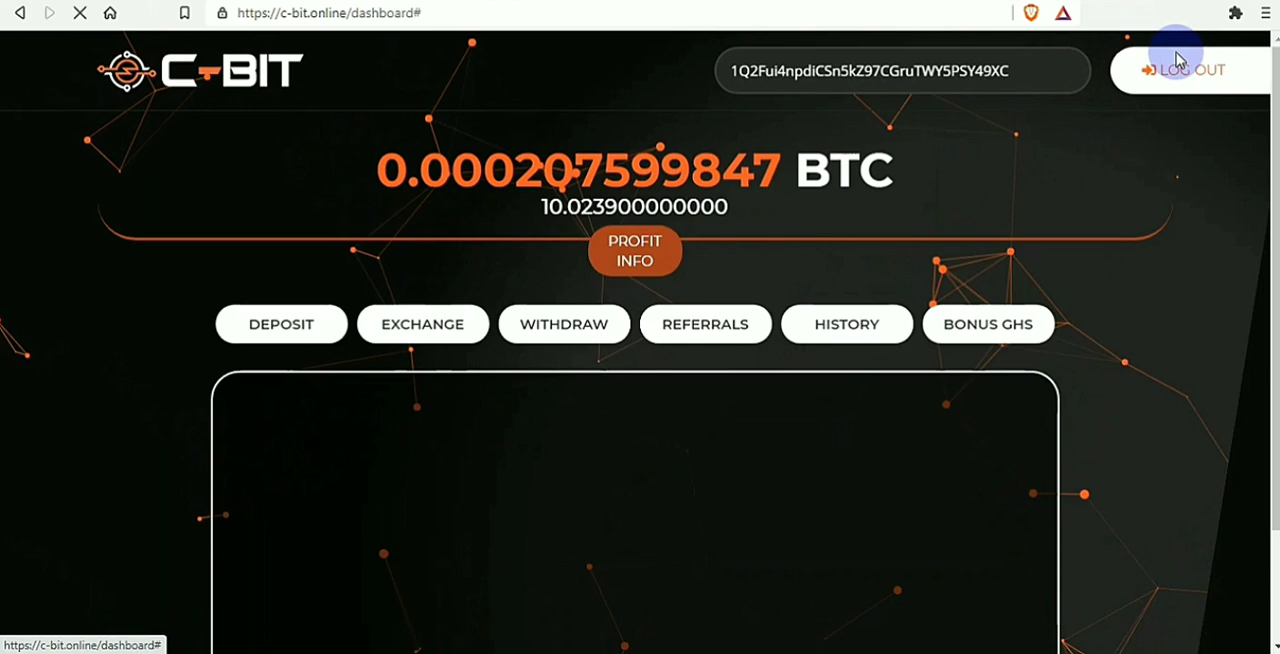 https://c-bit.online/dashboard#
C-BIT
1Q2Fui4npdiCSn5kZ97CGruTWY5PSY49XC
LOG OUT
0.000207599847 BTC
10.023900000000
PROFIT
INFO
DEPOSIT
EXCHANGE
WITHDRAW
REFERRALS
HISTORY
BONUS GHS
https://c-bit.online/dashboard#